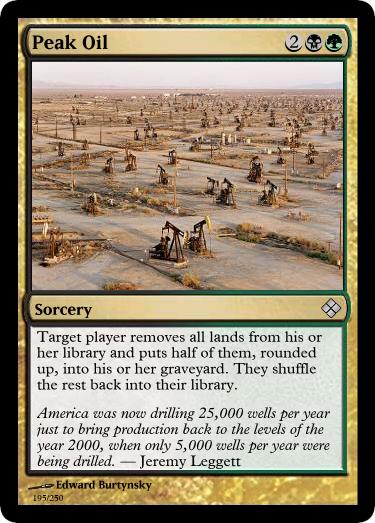 Peak Oil 2
Sorcery
Target player removes all lands from his or
her library and puts half of them, rounded
up, into his or her graveyard. They shuffle
the rest back into their library.
America was now drilling 25,000 wells per year
just to bring production back to the levels of the
year 2000, when only 5,000 wells per year were
being drilled. — Jeremy Leggett
Edward Burtynsky
195/250